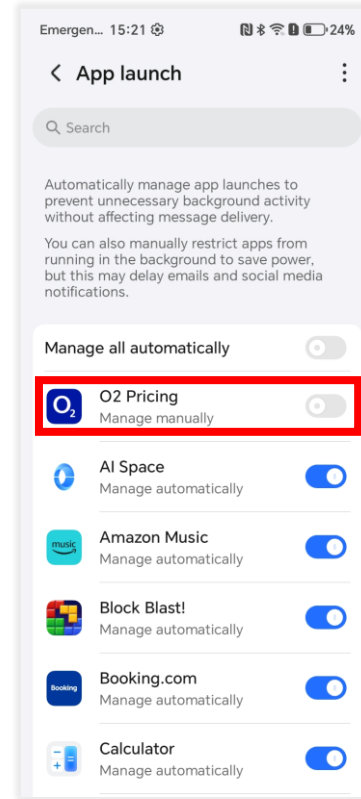 Emergen... 15:21 24%
App launch
Search
Automatically manage app launches to
prevent unnecessary background activity
without affecting message delivery.
You can also manually restrict apps from
running in the background to save power,
but this may delay emails and social media
notifications.
Manage all automatically
O2 O2 Pricing
Manage manually
AI Space
Manage automatically
music Amazon Music
Manage automatically
Block Blast!
Manage automatically
Booking Booking.com
Manage automatically
Calculator
Manage automatically